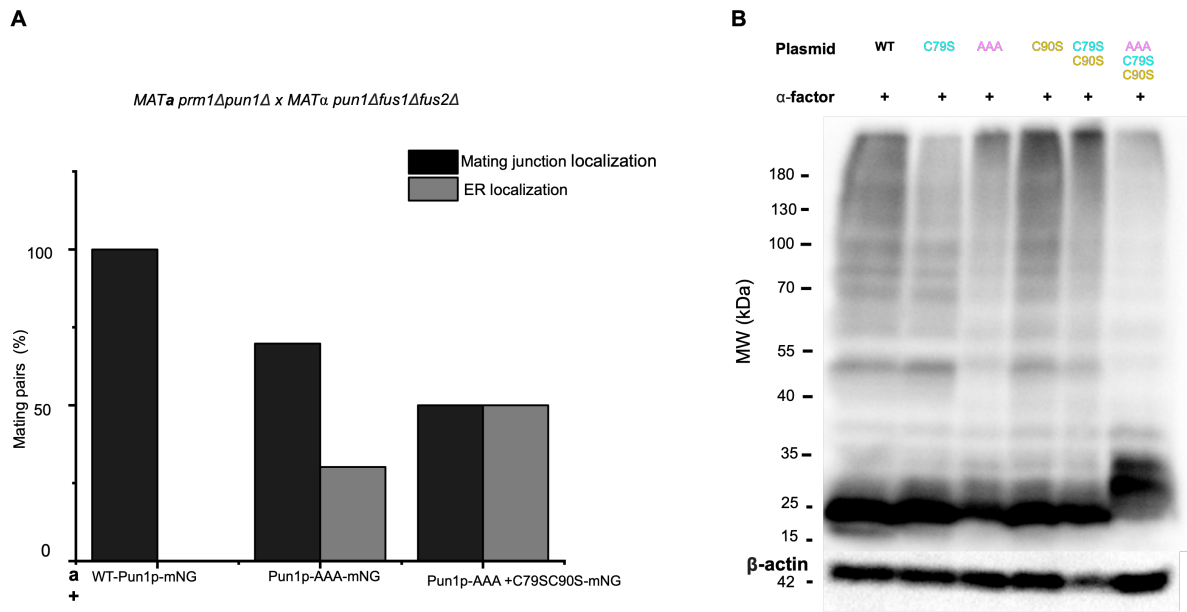 A
MATa prm1Δpun1Δ x MATα pun1Δfus1Δfus2Δ
Mating junction localization
ER localization
Mating pairs (%)
100
50
0
a
+
WT-Pun1p-mNG
Pun1p-AAA-mNG
Pun1p-AAA +C79SC90S-mNG
B
Plasmid
WT
C79S
AAA
C90S
C79S
C90S
AAA
C79S
C90S
α-factor
+ + + + + +
MW (kDa)
180
130
100
70
55
40
35
25
15
β-actin
42